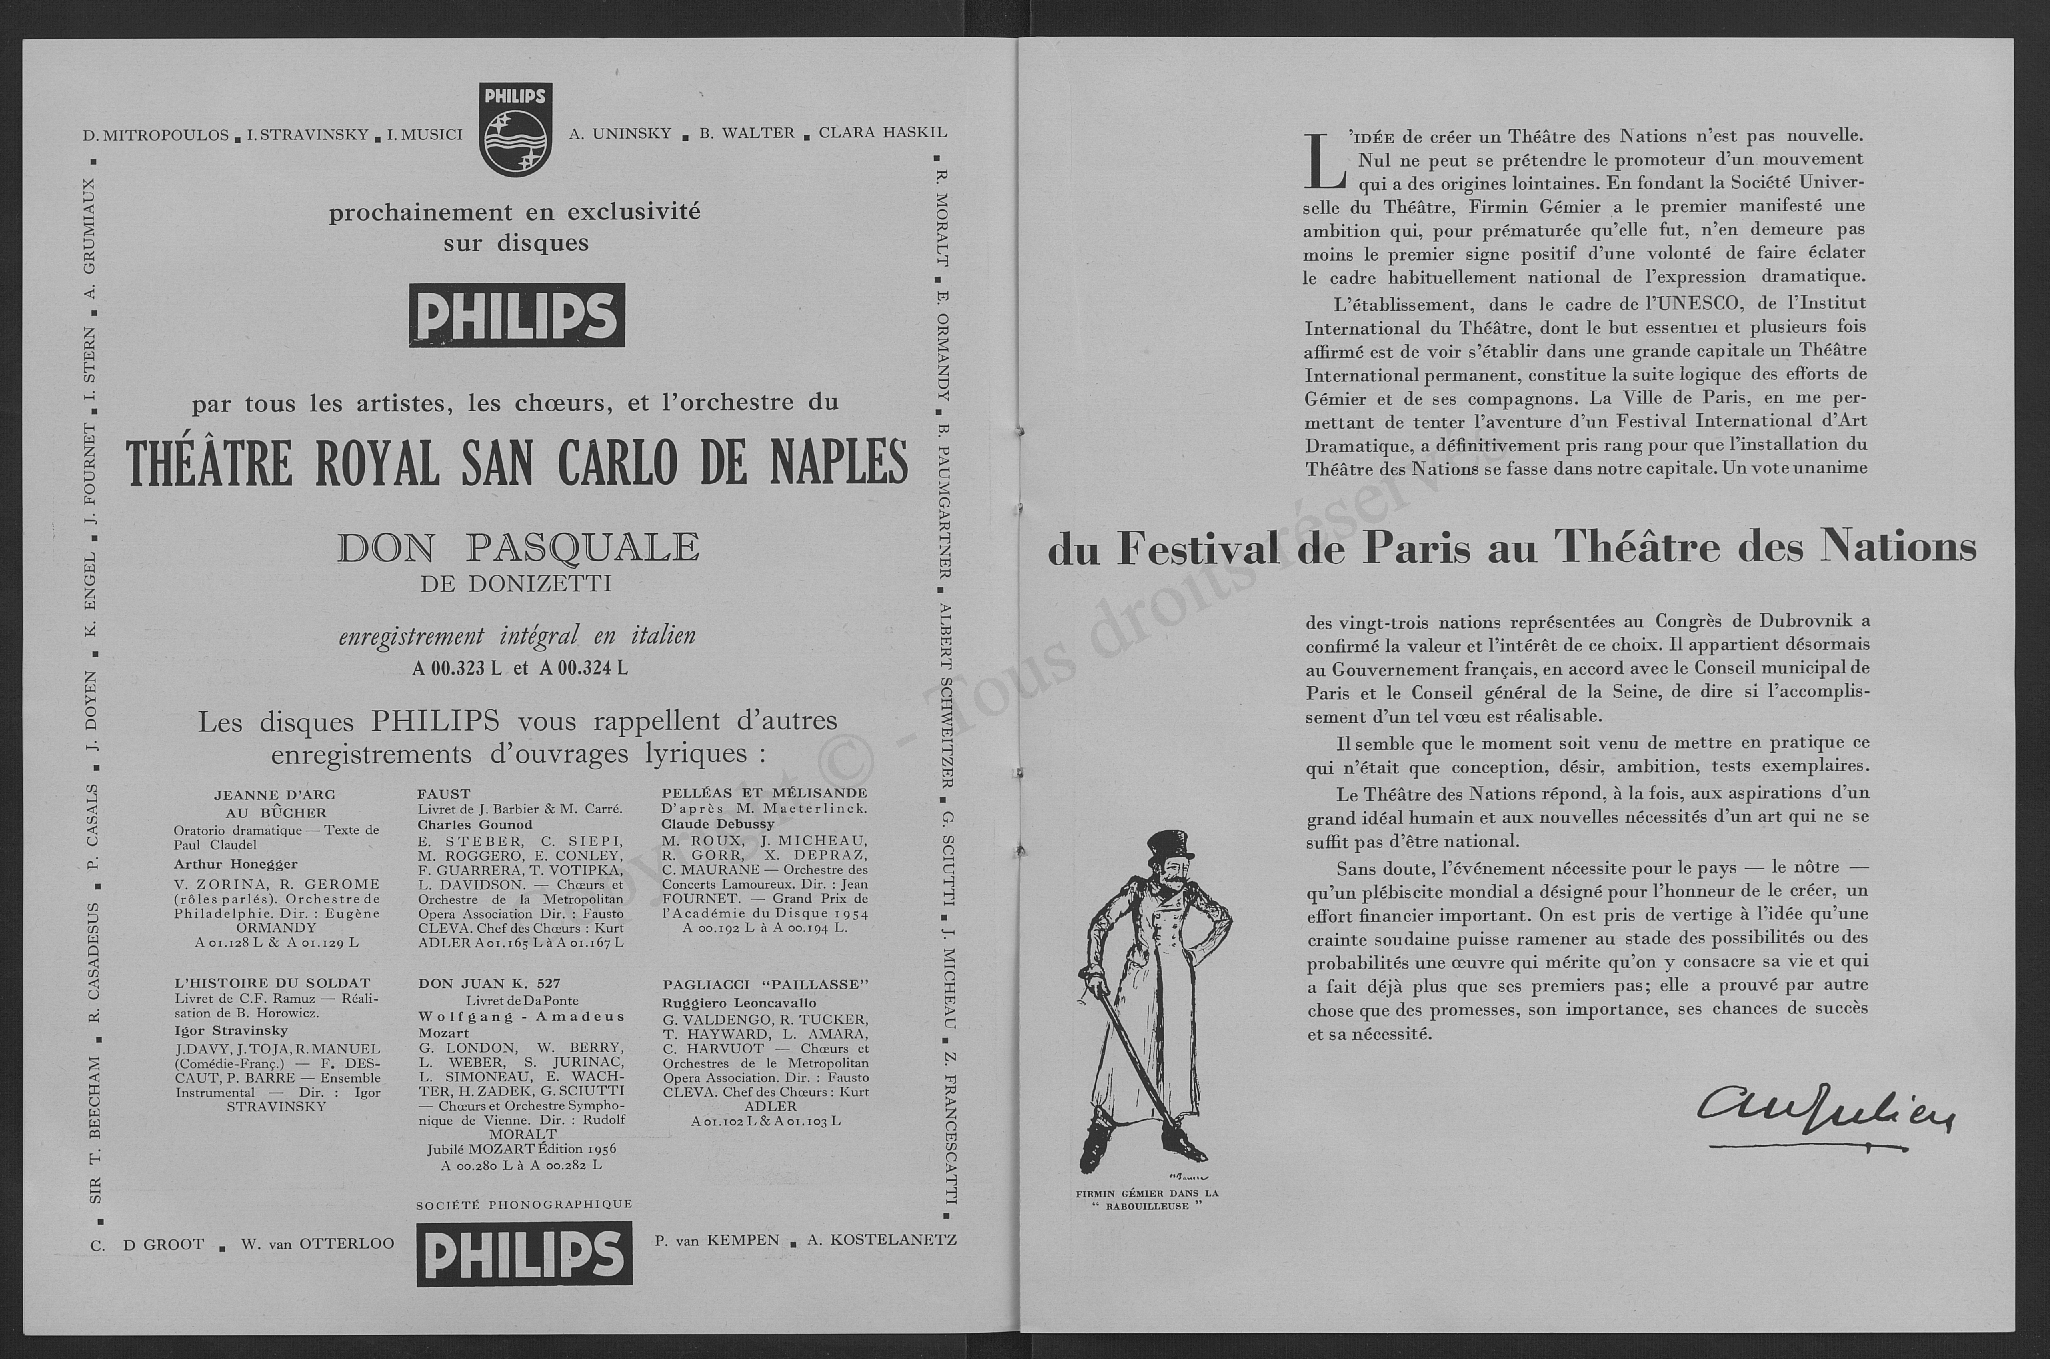 PHILIPS
D. MITROPOULOS ■ I. STRAVINSKY ■ I. MUSICI
A. UNINSKY ■ B. WALTER ■ CLARA HASKIL
■ SIR T. BEECHAM ■ R. CASADESUS ■ P. CASALS ■ J. DOYEN ■ K. ENGEL ■ J. FOURNET ■ I. STERN ■ A. GRUMIAUX ■
■ R. MORALT ■ E. ORMANDY ■ B. PAUMGARTNER ■ ALBERT SCHWEITZER ■ G. SCIUTTI ■ J. MICHEAU ■ Z. FRANCESCATTI ■
prochainement en exclusivité
sur disques
PHILIPS
par tous les artistes, les chœurs, et l'orchestre du
THÉÂTRE ROYAL SAN CARLO DE NAPLES
DON PASQUALE
DE DONIZETTI
enregistrement intégral en italien
A 00.323 L et A 00.324 L
Les disques PHILIPS vous rappellent d'autres
enregistrements d'ouvrages lyriques :
JEANNE D'ARC
AU BÛCHER
Oratorio dramatique — Texte de
Paul Claudel
Arthur Honegger
V. ZORINA, R. GEROME
(rôles parlés). Orchestre de
Philadelphie. Dir. : Eugène
ORMANDY
A 01.128 L & A 01.129 L
FAUST
Livret de J. Barbier & M. Carré.
Charles Gounod
E. STEBER, C. SIEPI,
M. ROGGERO, E. CONLEY,
F. GUARRERA, T. VOTIPKA,
L. DAVIDSON. — Chœurs et
Orchestre de la Metropolitan
Opera Association Dir. : Fausto
CLEVA. Chef des Chœurs : Kurt
ADLER A 01.165 L à A 01.167 L
PELLÉAS ET MÉLISANDE
D'après M. Maeterlinck.
Claude Debussy
M. ROUX, J. MICHEAU,
R. GORR, X. DEPRAZ,
C. MAURANE — Orchestre des
Concerts Lamoureux. Dir. : Jean
FOURNET. — Grand Prix de
l'Académie du Disque 1954
A 00.192 L à A 00.194 L.
L'HISTOIRE DU SOLDAT
Livret de C.F. Ramuz — Réali-
sation de B. Horowicz.
Igor Stravinsky
J. DAVY, J. TOJA, R. MANUEL
(Comédie-Franç.) — F. DES-
CAUT, P. BARRE — Ensemble
Instrumental — Dir. : Igor
STRAVINSKY
DON JUAN K. 527
Livret de Da Ponte
Wolfgang - Amadeus
Mozart
G. LONDON, W. BERRY,
L. WEBER, S. JURINAC,
L. SIMONEAU, E. WACH-
TER, H. ZADEK, G. SCIUTTI
— Chœurs et Orchestre Sympho-
nique de Vienne. Dir. : Rudolf
MORALT
Jubilé MOZART Édition 1956
A 00.280 L à A 00.282 L
PAGLIACCI “PAILLASSE”
Ruggiero Leoncavallo
G. VALDENGO, R. TUCKER,
T. HAYWARD, L. AMARA,
C. HARVUOT — Chœurs et
Orchestres de le Metropolitan
Opera Association. Dir. : Fausto
CLEVA. Chef des Chœurs : Kurt
ADLER
A 01.102 L & A 01.103 L
SOCIÉTÉ PHONOGRAPHIQUE
PHILIPS
C. D GROOT ■ W. van OTTERLOO
P. van KEMPEN ■ A. KOSTELANETZ
L'IDÉE de créer un Théâtre des Nations n'est pas nouvelle.
Nul ne peut se prétendre le promoteur d'un mouvement
qui a des origines lointaines. En fondant la Société Univer-
selle du Théâtre, Firmin Gémier a le premier manifesté une
ambition qui, pour prématurée qu'elle fut, n'en demeure pas
moins le premier signe positif d'une volonté de faire éclater
le cadre habituellement national de l'expression dramatique.
L'établissement, dans le cadre de l'UNESCO, de l'Institut
International du Théâtre, dont le but essentiel et plusieurs fois
affirmé est de voir s'établir dans une grande capitale un Théâtre
International permanent, constitue la suite logique des efforts de
Gémier et de ses compagnons. La Ville de Paris, en me per-
mettant de tenter l'aventure d'un Festival International d'Art
Dramatique, a définitivement pris rang pour que l'installation du
Théâtre des Nations se fasse dans notre capitale. Un vote unanime
du Festival de Paris au Théâtre des Nations
des vingt-trois nations représentées au Congrès de Dubrovnik a
confirmé la valeur et l'intérêt de ce choix. Il appartient désormais
au Gouvernement français, en accord avec le Conseil municipal de
Paris et le Conseil général de la Seine, de dire si l'accomplis-
sement d'un tel vœu est réalisable.
Il semble que le moment soit venu de mettre en pratique ce
qui n'était que conception, désir, ambition, tests exemplaires.
Le Théâtre des Nations répond, à la fois, aux aspirations d'un
grand idéal humain et aux nouvelles nécessités d'un art qui ne se
suffit pas d'être national.
Sans doute, l'événement nécessite pour le pays — le nôtre —
qu'un plébiscite mondial a désigné pour l'honneur de le créer, un
effort financier important. On est pris de vertige à l'idée qu'une
crainte soudaine puisse ramener au stade des possibilités ou des
probabilités une œuvre qui mérite qu'on y consacre sa vie et qui
a fait déjà plus que ses premiers pas; elle a prouvé par autre
chose que des promesses, son importance, ses chances de succès
et sa nécessité.
FIRMIN GÉMIER DANS LA
“ RABOUILLEUSE ”
Copyright © - Tous droits réservés.